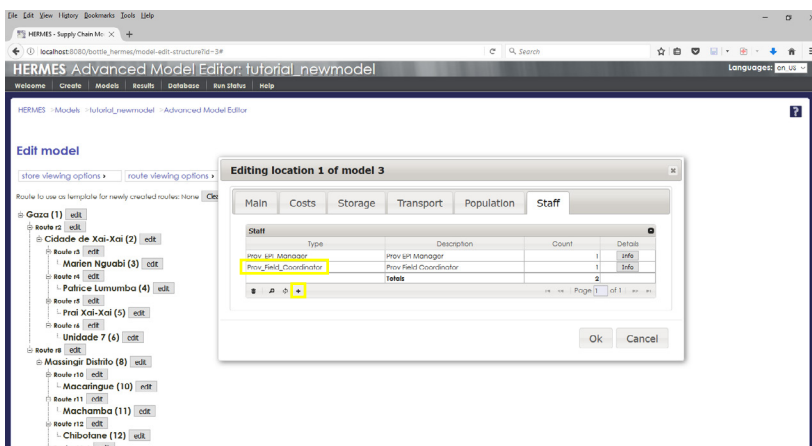 File Edit View History Bookmarks Tools Help
HERMES - Supply Chain Mo
localhost:8080/bottle_hermes/model-edit-structure?id=3#
Search
HERMES Advanced Model Editor: tutorial_newmodel
Languages: en_US
Welcome Create Models Results Database Run Status Help
HERMES >Models >tutorial_newmodel >Advanced Model Editor
?
Edit model
store viewing options › route viewing options ›
Route to use as template for newly created routes: None
Gaza (1) edit
Route r2 edit
Cidade de Xai-Xai (2) edit
Route r3 edit
Marien Nguabi (3) edit
Route r4 edit
Patrice Lumumba (4) edit
Route r5 edit
Prai Xai-Xai (5) edit
Route r6 edit
Unidade 7 (6) edit
Route r8 edit
Massingir Distrito (8) edit
Route r10 edit
Macaringue (10) edit
Route r11 edit
Machamba (11) edit
Route r12 edit
Chibotane (12) edit
Editing location 1 of model 3
Main Costs Storage Transport Population Staff
Staff
Type Description Count Details
Prov_EPI_Manager Prov EPI Manager 1 Info
Prov_Field_Coordinator Prov Field Coordinator 1 Info
Totals 2
Page 1 of 1
Ok Cancel